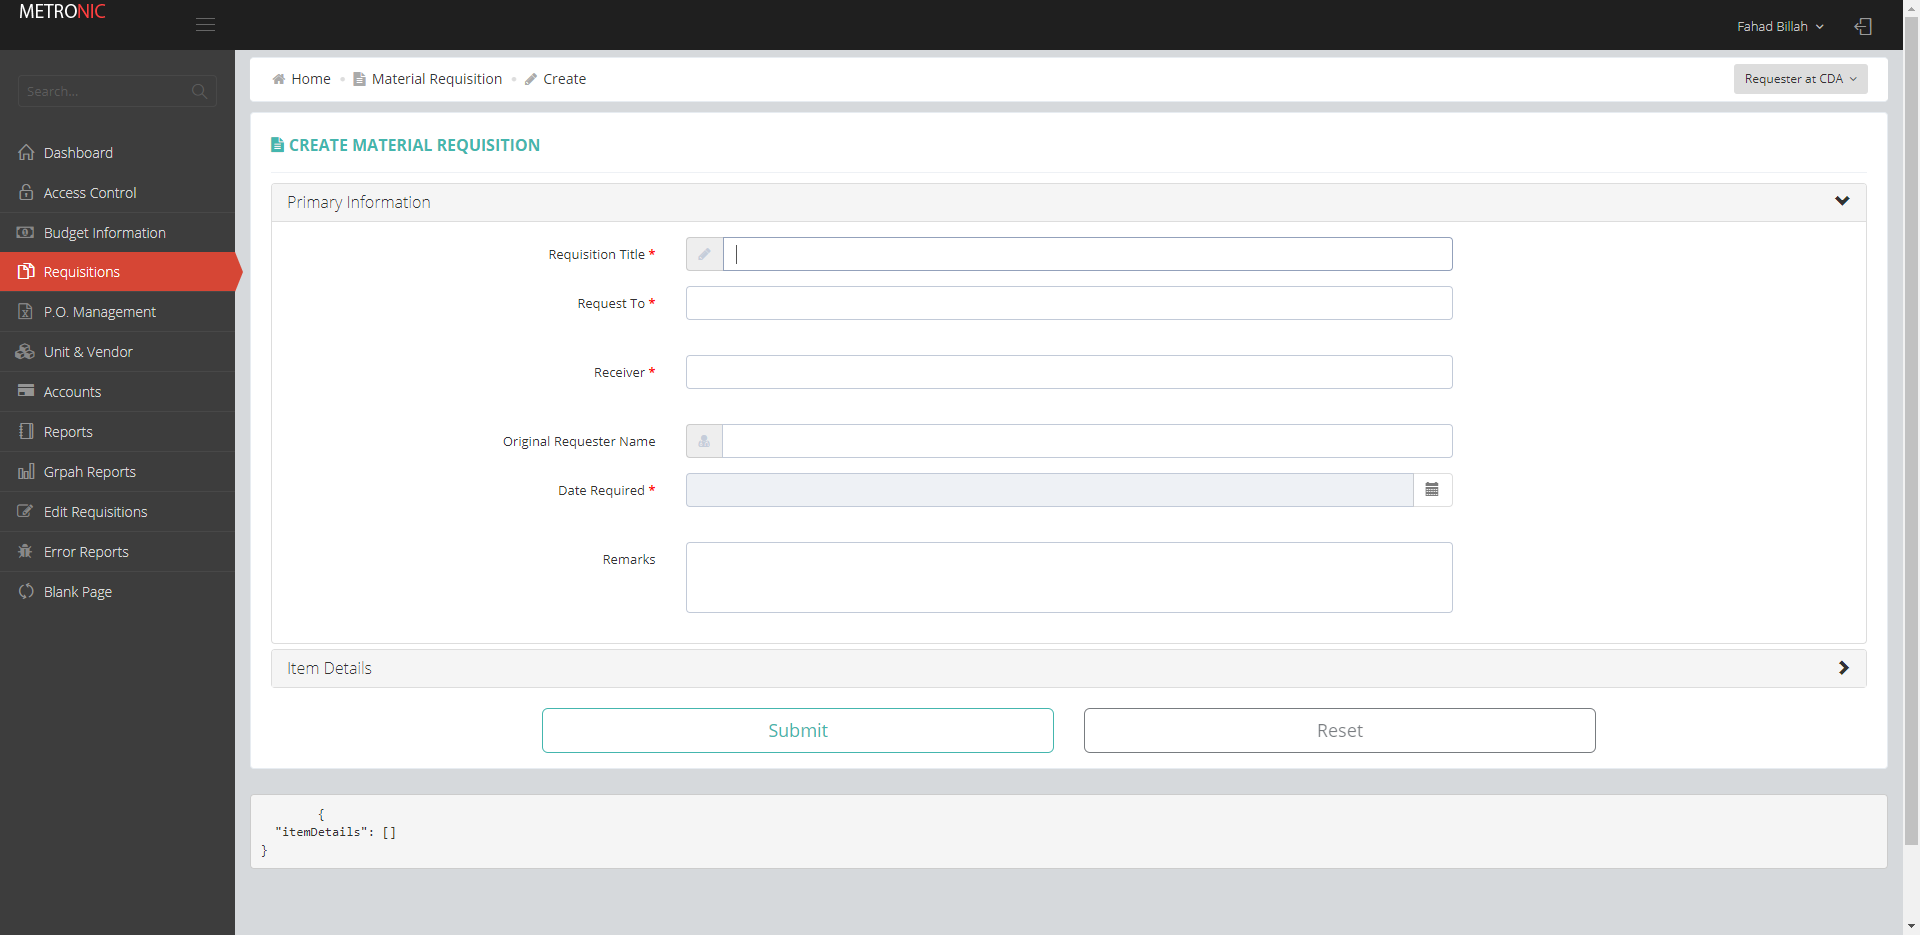 METRONIC
Fahad Billah
Search...
Dashboard
Access Control
Budget Information
Requisitions
P.O. Management
Unit & Vendor
Accounts
Reports
Grpah Reports
Edit Requisitions
Error Reports
Blank Page
Home Material Requisition Create
Requester at CDA
CREATE MATERIAL REQUISITION
Primary Information
Requisition Title *
Request To *
Receiver *
Original Requester Name
Date Required *
Remarks
Item Details
Submit Reset
{
"itemDetails": []
}